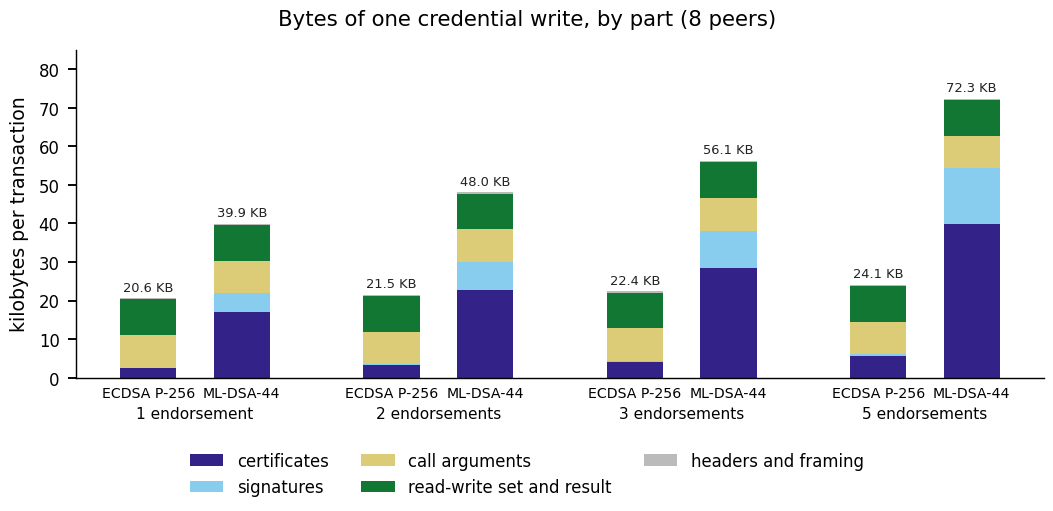 Bytes of one credential write, by part (8 peers)
kilobytes per transaction
80
70
60
50
40
30
20
10
0
20.6 KB
39.9 KB
21.5 KB
48.0 KB
22.4 KB
56.1 KB
24.1 KB
72.3 KB
ECDSA P-256 ML-DSA-44 ECDSA P-256 ML-DSA-44 ECDSA P-256 ML-DSA-44 ECDSA P-256 ML-DSA-44
1 endorsement 2 endorsements 3 endorsements 5 endorsements
certificates call arguments headers and framing
signatures read-write set and result